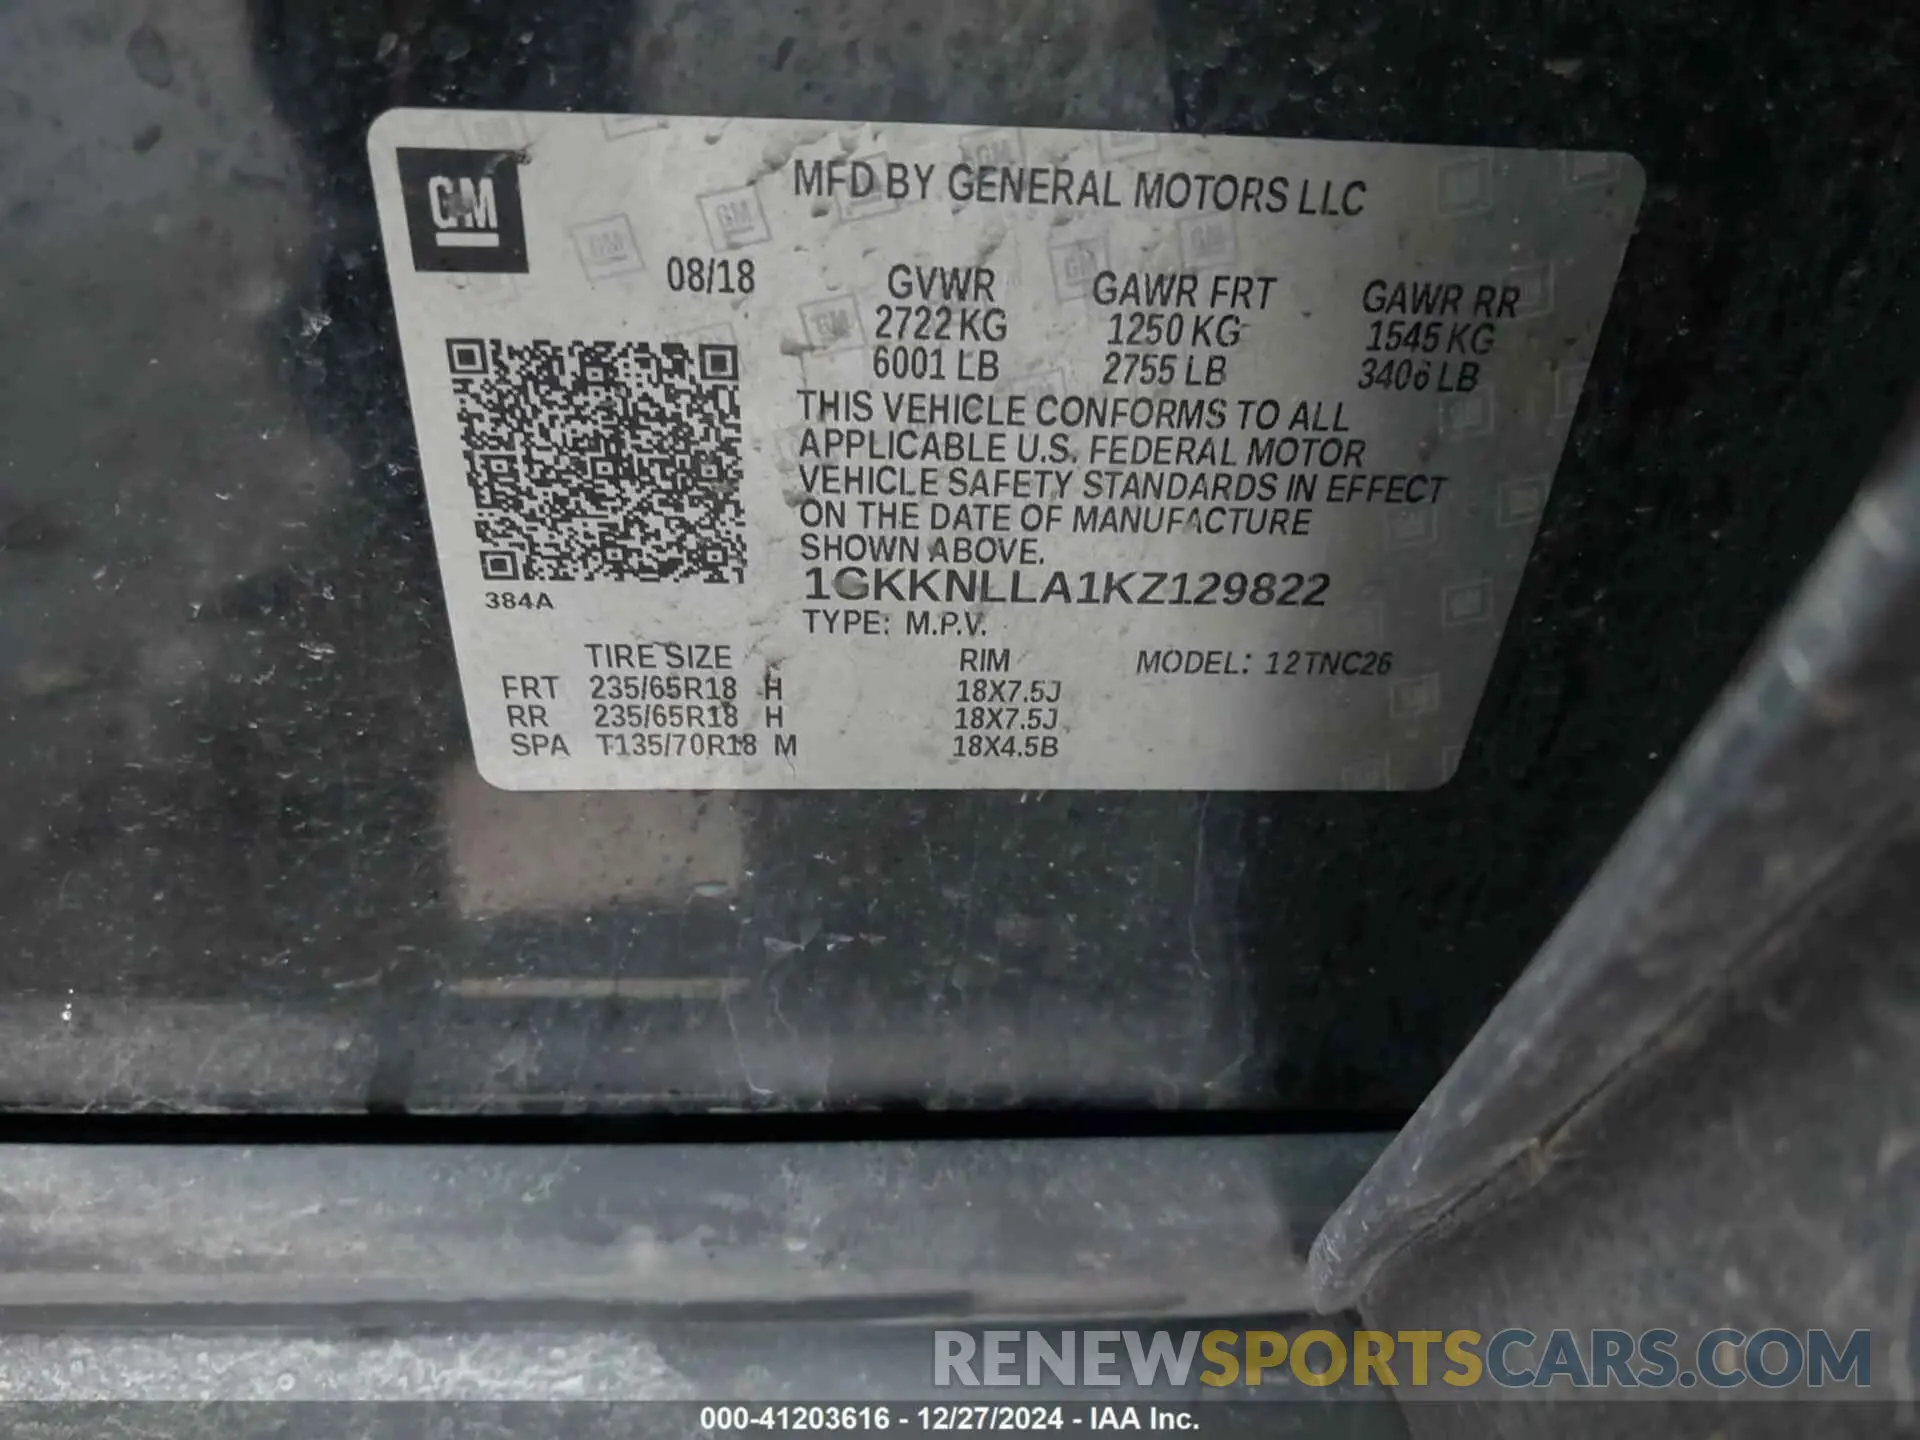 GM
MFD BY GENERAL MOTORS LLC
08/18
GVWR GAWR FRT GAWR RR
2722 KG 1250 KG 1545 KG
6001 LB 2755 LB 3406 LB
THIS VEHICLE CONFORMS TO ALL
APPLICABLE U.S. FEDERAL MOTOR
VEHICLE SAFETY STANDARDS IN EFFECT
ON THE DATE OF MANUFACTURE
SHOWN ABOVE.
1GKKNLLA1KZ129822
384A
TYPE: M.P.V.
TIRE SIZE RIM MODEL: 12TNC26
FRT 235/65R18 H 18X7.5J
RR 235/65R18 H 18X7.5J
SPA T135/70R18 M 18X4.5B
RENEWSPORTSCARS.COM
000-41203616 - 12/27/2024 - IAA Inc.